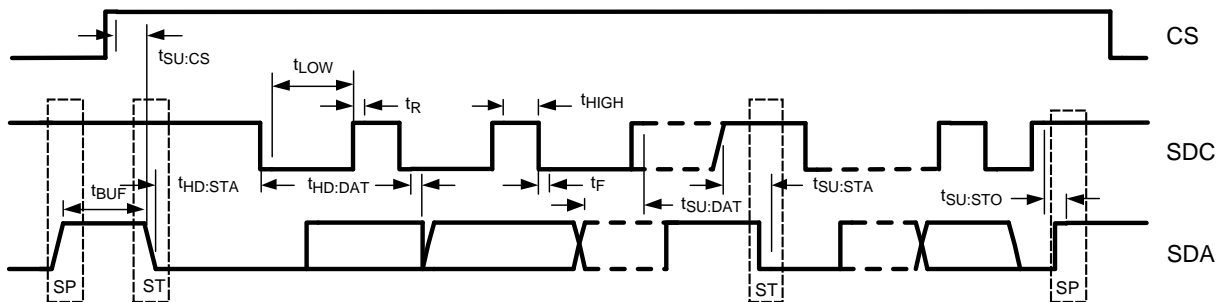 CS
tSU:CS
tLOW
tR
tHIGH
SDC
tBUF
tHD:STA
tHD:DAT
tF
tSU:DAT
tSU:STA
tSU:STO
SDA
SP
ST
ST
SP